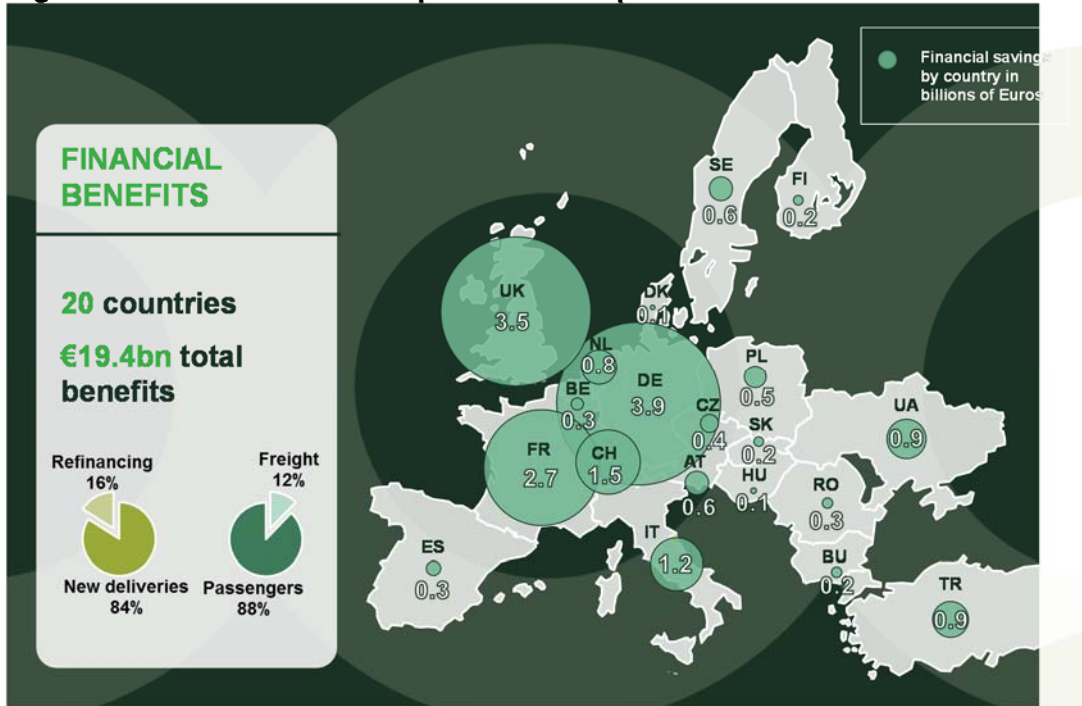 Financial savings
by country in
billions of Euros
FINANCIAL
BENEFITS
20 countries
€19.4bn total
benefits
Refinancing
16%
New deliveries
84%
Freight
12%
Passengers
88%
SE
0.6
FI
0.2
UK
3.5
DK
0.1
NL
0.8
BE
0.3
DE
3.9
PL
0.5
CZ
0.4
SK
0.2
UA
0.9
FR
2.7
CH
1.5
AT
0.6
HU
0.1
RO
0.3
IT
1.2
BU
0.2
ES
0.3
TR
0.9